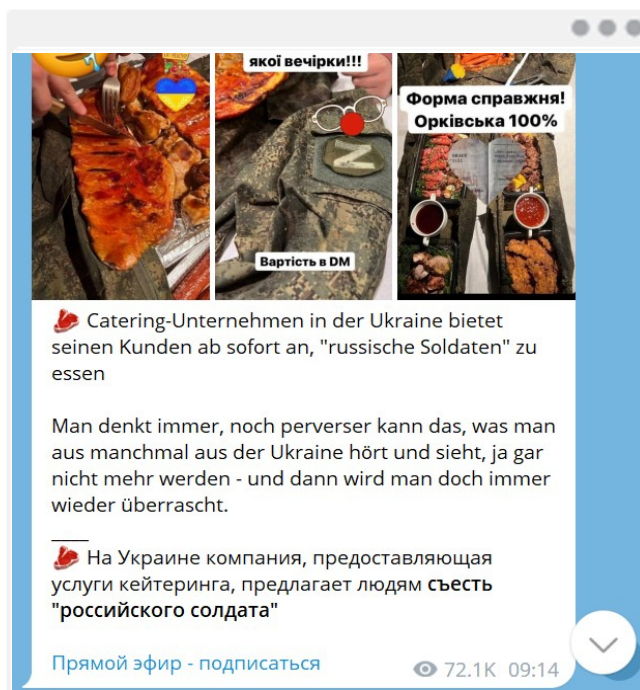 якої вечірки!!!
Форма справжня!
Орківська 100%
Z
Вартість в DM
Catering-Unternehmen in der Ukraine bietet
seinen Kunden ab sofort an, "russische Soldaten" zu
essen
Man denkt immer, noch perverser kann das, was man
aus manchmal aus der Ukraine hört und sieht, ja gar
nicht mehr werden - und dann wird man doch immer
wieder überrascht.
____
На Украине компания, предоставляющая
услуги кейтеринга, предлагает людям съесть
"российского солдата"
Прямой эфир - подписаться
72.1K 09:14